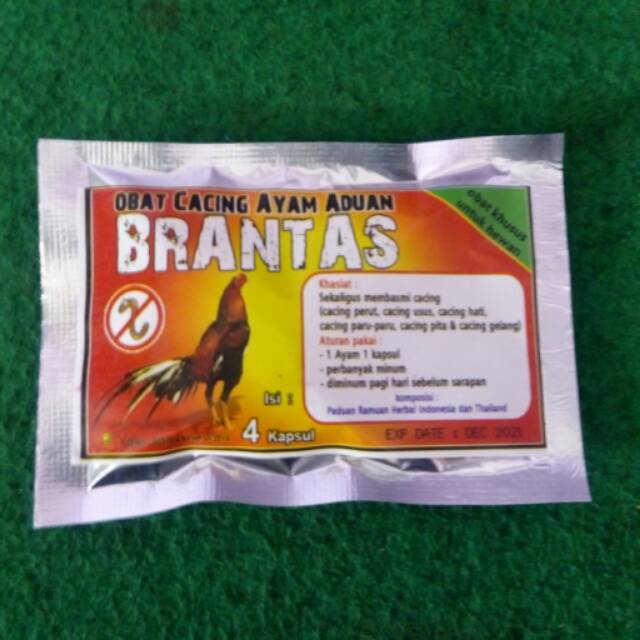 OBAT CACING AYAM ADUAN
BRANTAS
obat khusus
untuk hewan
Khasiat :
Sekaligus membasmi cacing
(cacing perut, cacing usus, cacing hati,
cacing paru-paru, cacing pita & cacing gelang)
Aturan pakai :
- 1 Ayam 1 kapsul
- perbanyak minum
- diminum pagi hari sebelum sarapan
komposisi :
Paduan Ramuan Herbal Indonesia dan Thailand
Isi :
4 Kapsul
EXP DATE : DEC 2021